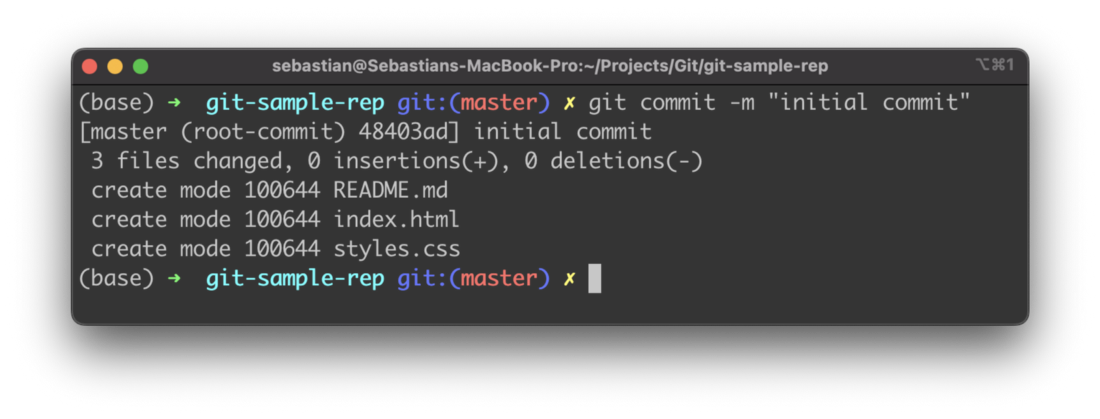 sebastian@Sebastians-MacBook-Pro:~/Projects/Git/git-sample-rep ⌥⌘1
(base) ➜  git-sample-rep git:(master) ✗ git commit -m "initial commit"
[master (root-commit) 48403ad] initial commit
 3 files changed, 0 insertions(+), 0 deletions(-)
 create mode 100644 README.md
 create mode 100644 index.html
 create mode 100644 styles.css
(base) ➜  git-sample-rep git:(master) ✗